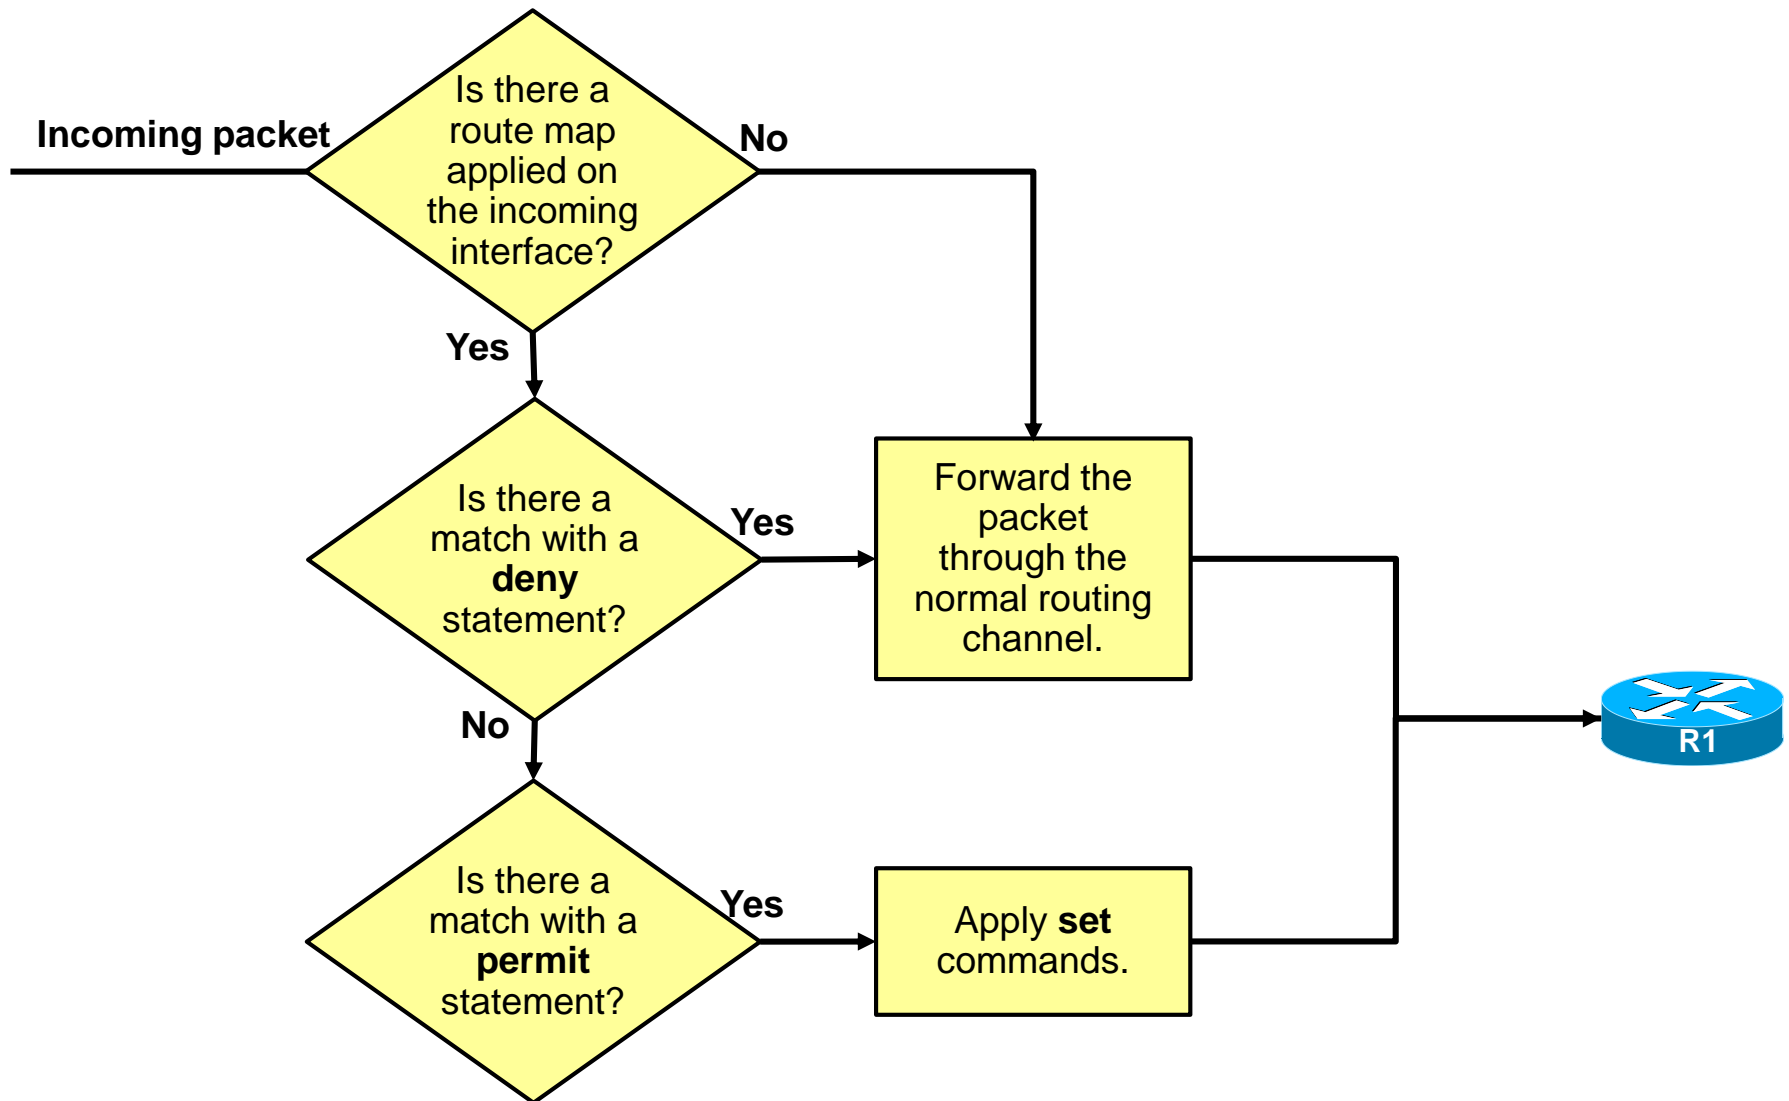 Incoming packet
Is there a
route map
applied on
the incoming
interface?
No
Yes
Is there a
match with a
deny
statement?
Yes
Forward the
packet
through the
normal routing
channel.
No
R1
Is there a
match with a
permit
statement?
Yes
Apply set
commands.